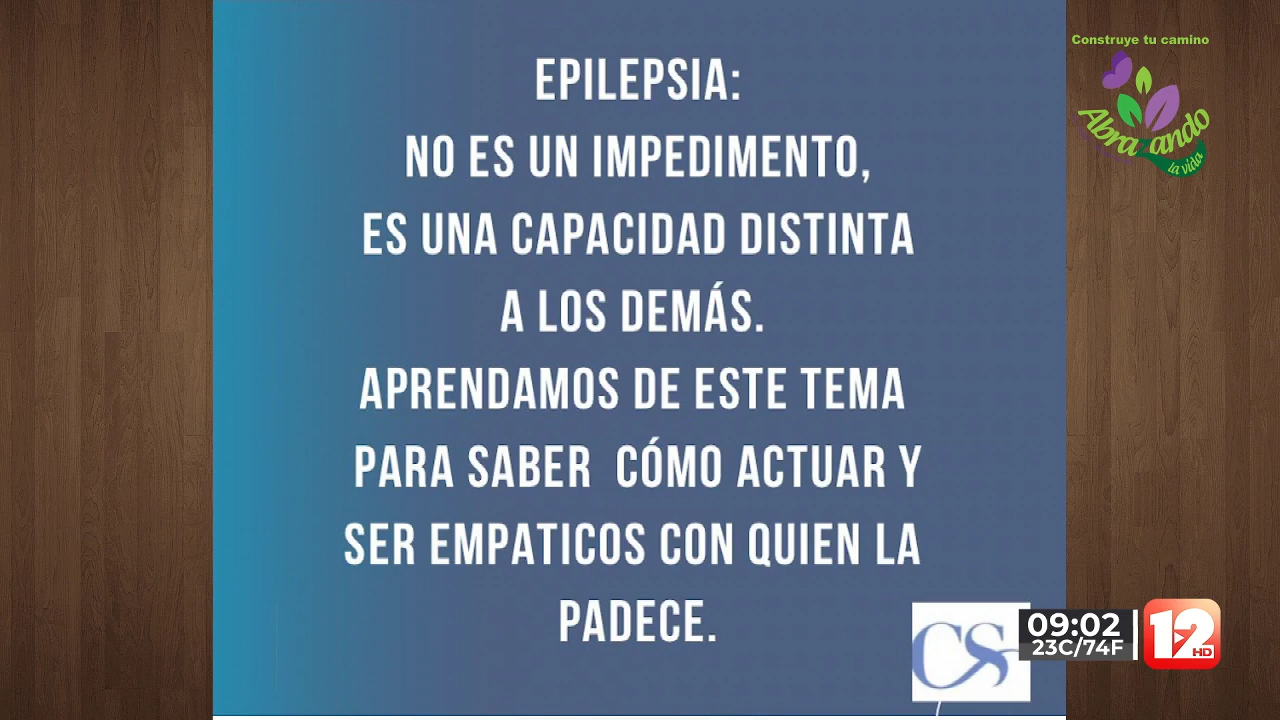 Construye tu camino
Abrazando
la vida
EPILEPSIA:
NO ES UN IMPEDIMENTO,
ES UNA CAPACIDAD DISTINTA
A LOS DEMÁS.
APRENDAMOS DE ESTE TEMA
PARA SABER CÓMO ACTUAR Y
SER EMPATICOS CON QUIEN LA
PADECE.
CS
09:02
23C/74F
12
HD